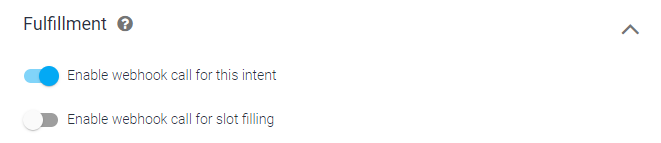 Fulfillment ?
Enable webhook call for this intent
Enable webhook call for slot filling